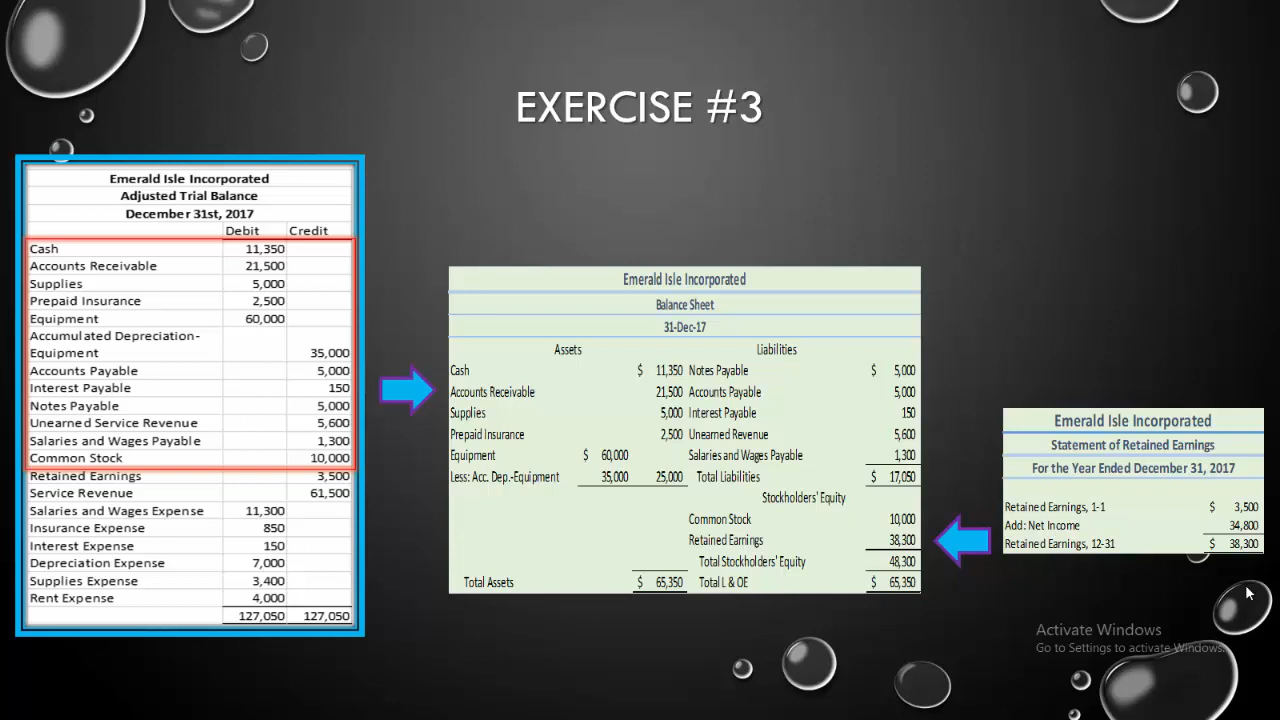 EXERCISE #3
Emerald Isle Incorporated
Adjusted Trial Balance
December 31st, 2017
Debit Credit
Cash 11,350
Accounts Receivable 21,500
Supplies 5,000
Prepaid Insurance 2,500
Equipment 60,000
Accumulated Depreciation-
Equipment 35,000
Accounts Payable 5,000
Interest Payable 150
Notes Payable 5,000
Unearned Service Revenue 5,600
Salaries and Wages Payable 1,300
Common Stock 10,000
Retained Earnings 3,500
Service Revenue 61,500
Salaries and Wages Expense 11,300
Insurance Expense 850
Interest Expense 150
Depreciation Expense 7,000
Supplies Expense 3,400
Rent Expense 4,000
127,050 127,050
Emerald Isle Incorporated
Balance Sheet
31-Dec-17
Assets Liabilities
Cash $ 11,350 Notes Payable $ 5,000
Accounts Receivable 21,500 Accounts Payable 5,000
Supplies 5,000 Interest Payable 150
Prepaid Insurance 2,500 Unearned Revenue 5,600
Equipment $ 60,000 Salaries and Wages Payable 1,300
Less: Acc. Dep.-Equipment 35,000 25,000 Total Liabilities $ 17,050
Stockholders' Equity
Common Stock 10,000
Retained Earnings 38,300
Total Stockholders' Equity 48,300
Total Assets $ 65,350 Total L & OE $ 65,350
Emerald Isle Incorporated
Statement of Retained Earnings
For the Year Ended December 31, 2017
Retained Earnings, 1-1 $ 3,500
Add: Net Income 34,800
Retained Earnings, 12-31 $ 38,300
Activate Windows
Go to Settings to activate Windows.